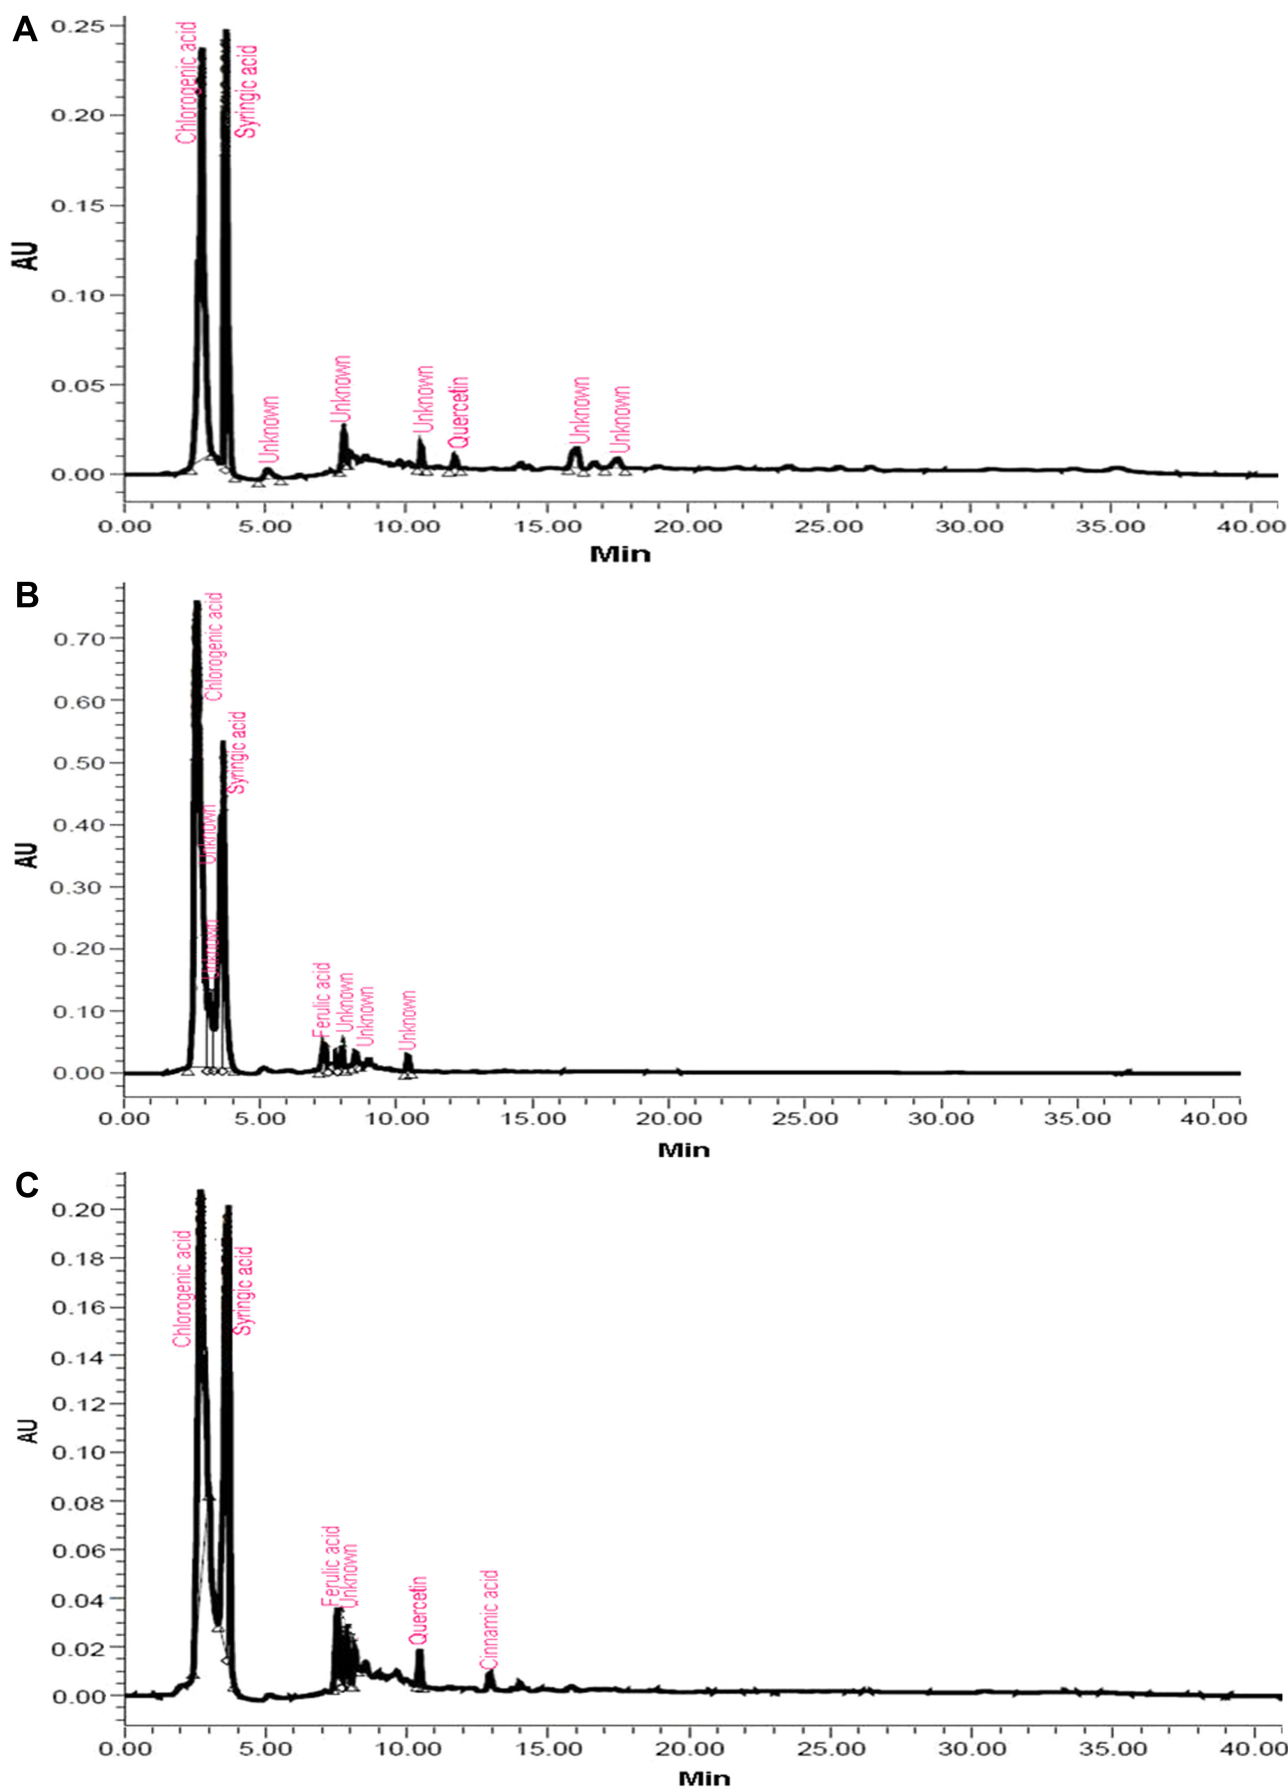 A
0.25
0.20
0.15
0.10
0.05
0.00
AU
Chlorogenic acid
Syringic acid
Unknown
Unknown
Unknown
Quercetin
Unknown
Unknown
0.00 5.00 10.00 15.00 20.00 25.00 30.00 35.00 40.00
Min
B
0.70
0.60
0.50
0.40
0.30
0.20
0.10
0.00
AU
Chlorogenic acid
Syringic acid
Unknown
Unknown
Ferulic acid
Unknown
Unknown
Unknown
0.00 5.00 10.00 15.00 20.00 25.00 30.00 35.00 40.00
Min
C
0.20
0.18
0.16
0.14
0.12
0.10
0.08
0.06
0.04
0.02
0.00
AU
Chlorogenic acid
Syringic acid
Ferulic acid
Unknown
Quercetin
Cinnamic acid
0.00 5.00 10.00 15.00 20.00 25.00 30.00 35.00 40.00
Min